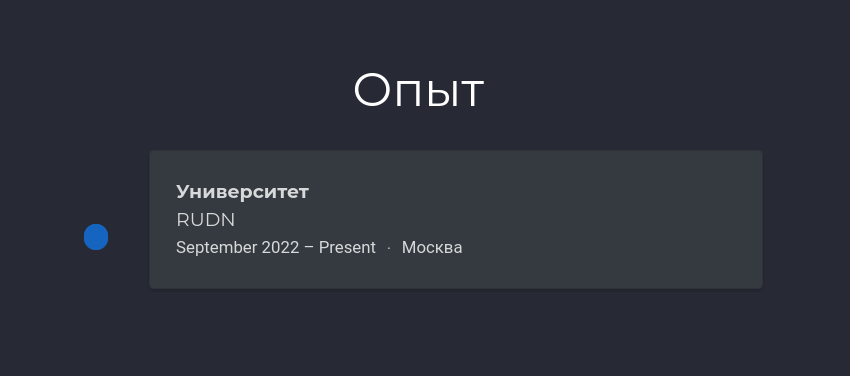 Опыт
Университет
RUDN
September 2022 – Present · Москва